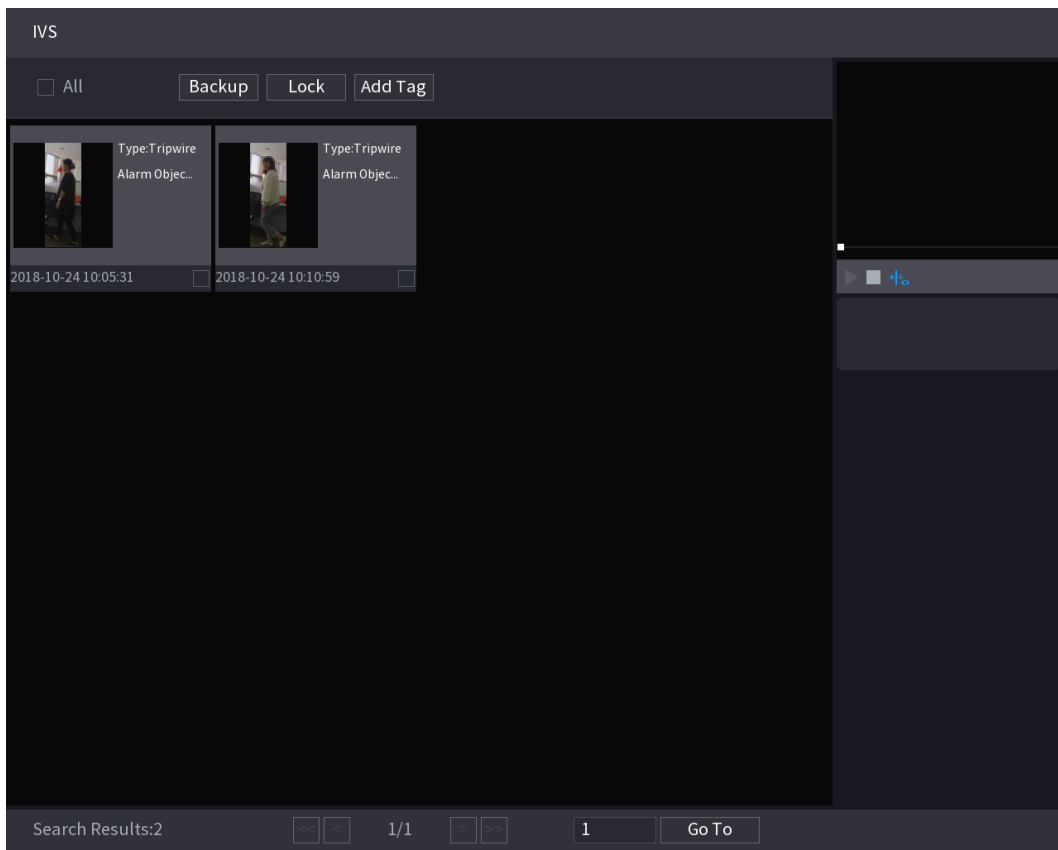 IVS
All Backup Lock Add Tag
Type:Tripwire
Alarm Objec...
2018-10-24 10:05:31
Type:Tripwire
Alarm Objec...
2018-10-24 10:10:59
Search Results:2 << < 1/1 > >> 1 Go To